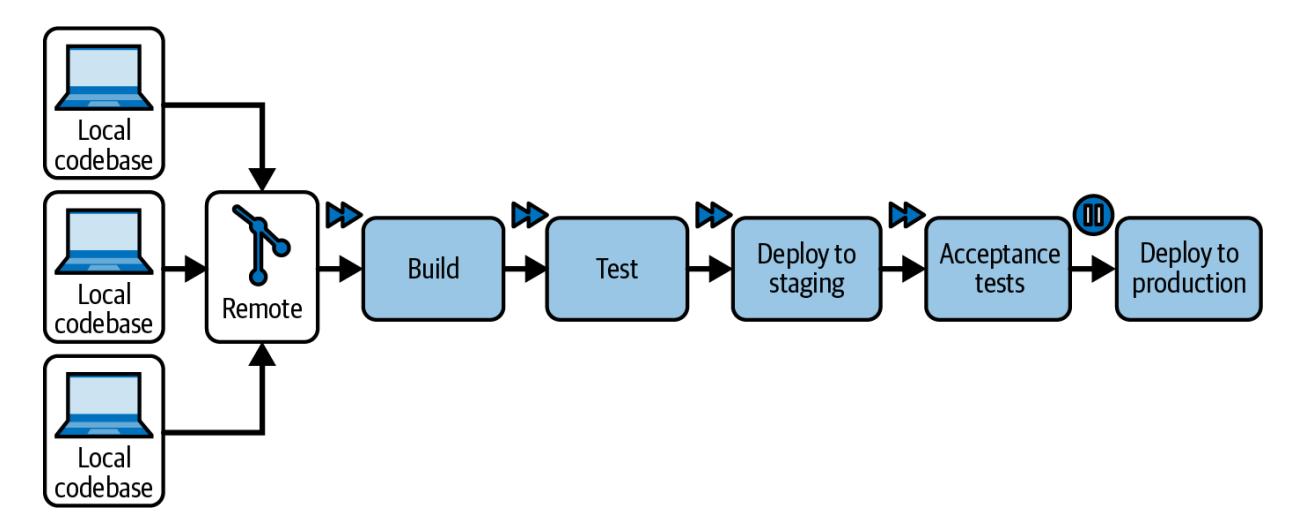 Local
codebase
Local
codebase
Local
codebase
Remote
Build
Test
Deploy to
staging
Acceptance
tests
Deploy to
production